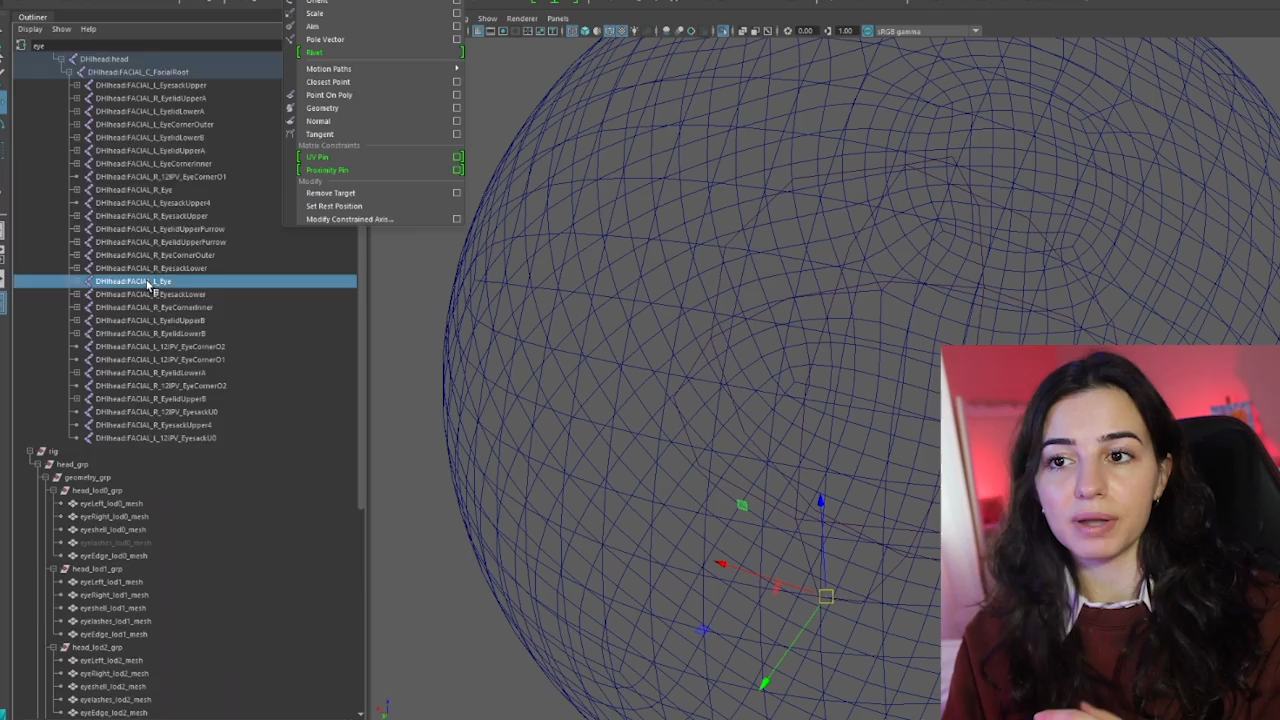 Outliner
Display Show Help
eye
DHIhead:head
DHIhead:FACIAL_C_FacialRoot
DHIhead:FACIAL_L_EyesackUpper
DHIhead:FACIAL_R_EyelidUpperA
DHIhead:FACIAL_L_EyelidLowerA
DHIhead:FACIAL_L_EyeCornerOuter
DHIhead:FACIAL_L_EyelidLowerB
DHIhead:FACIAL_L_EyelidUpperA
DHIhead:FACIAL_L_EyeCornerInner
DHIhead:FACIAL_R_12IPV_EyeCornerO1
DHIhead:FACIAL_R_Eye
DHIhead:FACIAL_L_EyesackUpper4
DHIhead:FACIAL_R_EyesackUpper
DHIhead:FACIAL_L_EyelidUpperFurrow
DHIhead:FACIAL_R_EyelidUpperFurrow
DHIhead:FACIAL_R_EyeCornerOuter
DHIhead:FACIAL_R_EyesackLower
DHIhead:FACIAL_L_Eye
DHIhead:FACIAL_L_EyesackLower
DHIhead:FACIAL_R_EyeCornerInner
DHIhead:FACIAL_L_EyelidUpperB
DHIhead:FACIAL_R_EyelidLowerB
DHIhead:FACIAL_L_12IPV_EyeCornerO2
DHIhead:FACIAL_L_12IPV_EyeCornerO1
DHIhead:FACIAL_R_EyelidLowerA
DHIhead:FACIAL_R_12IPV_EyeCornerO2
DHIhead:FACIAL_R_EyelidUpperB
DHIhead:FACIAL_R_12IPV_EyesackU0
DHIhead:FACIAL_R_EyesackUpper4
DHIhead:FACIAL_L_12IPV_EyesackU0
rig
head_grp
geometry_grp
head_lod0_grp
eyeLeft_lod0_mesh
eyeRight_lod0_mesh
eyeshell_lod0_mesh
eyelashes_lod0_mesh
eyeEdge_lod0_mesh
head_lod1_grp
eyeLeft_lod1_mesh
eyeRight_lod1_mesh
eyeshell_lod1_mesh
eyelashes_lod1_mesh
eyeEdge_lod1_mesh
head_lod2_grp
eyeLeft_lod2_mesh
eyeRight_lod2_mesh
eyeshell_lod2_mesh
eyelashes_lod2_mesh
eyeEdge_lod2_mesh
Orient
Scale
Aim
Pole Vector
Rivet
Motion Paths
Closest Point
Point On Poly
Geometry
Normal
Tangent
Matrix Constraints
UV Pin
Proximity Pin
Modify
Remove Target
Set Rest Position
Modify Constrained Axis...
Show Renderer Panels
0.00 1.00 sRGB gamma